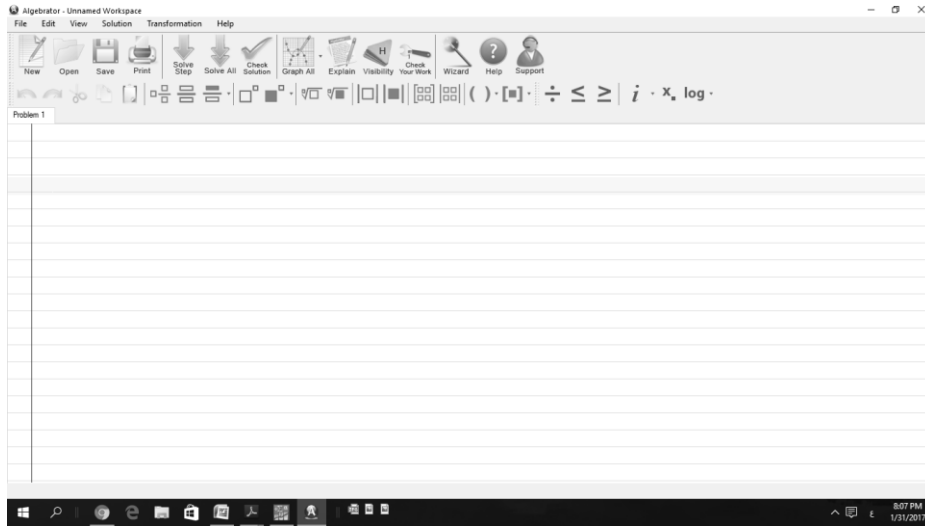 Algebrator - Unnamed Workspace
File Edit View Solution Transformation Help
New Open Save Print Solve Step Solve All Check Solution Graph All Explain Visibility H Check Your Work Wizard Help ? Support
( ) · [■] · ÷ ≤ ≥ i · x. log ·
Problem 1
8:07 PM
ع
1/31/2017